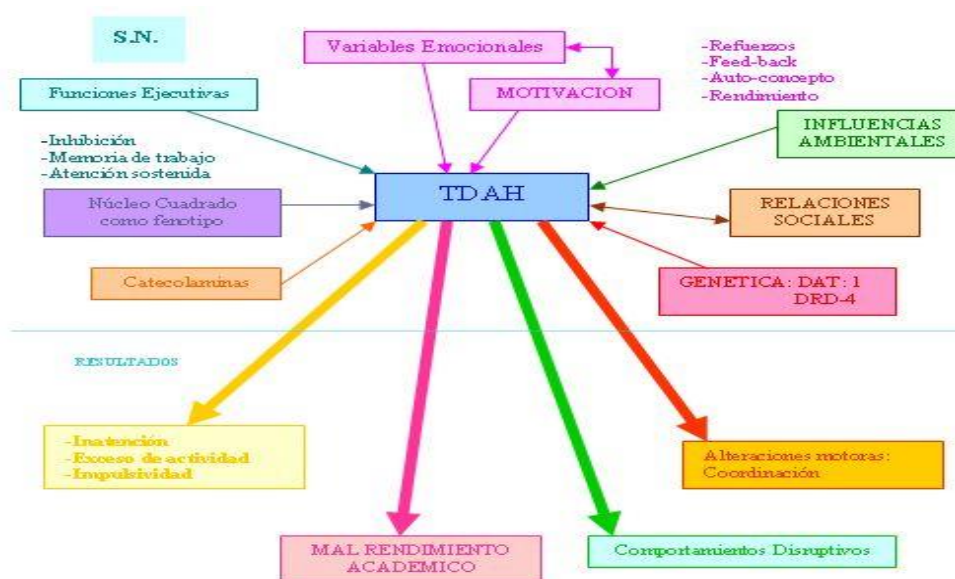 S.N.
Variables Emocionales
-Refuerzos
-Feed-back
-Auto-concepto
-Rendimiento
Funciones Ejecutivas
MOTIVACION
-Inhibición
-Memoria de trabajo
-Atención sostenida
INFLUENCIAS
AMBIENTALES
TDAH
Núcleo Cuadrado
como fenotipo
RELACIONES
SOCIALES
Catecolaminas
GENETICA: DAT: 1
DRD-4
RESULTADOS
-Inatención
-Exceso de actividad
-Impulsividad
Alteraciones motoras:
Coordinación
MAL RENDIMIENTO
ACADEMICO
Comportamientos Disruptivos